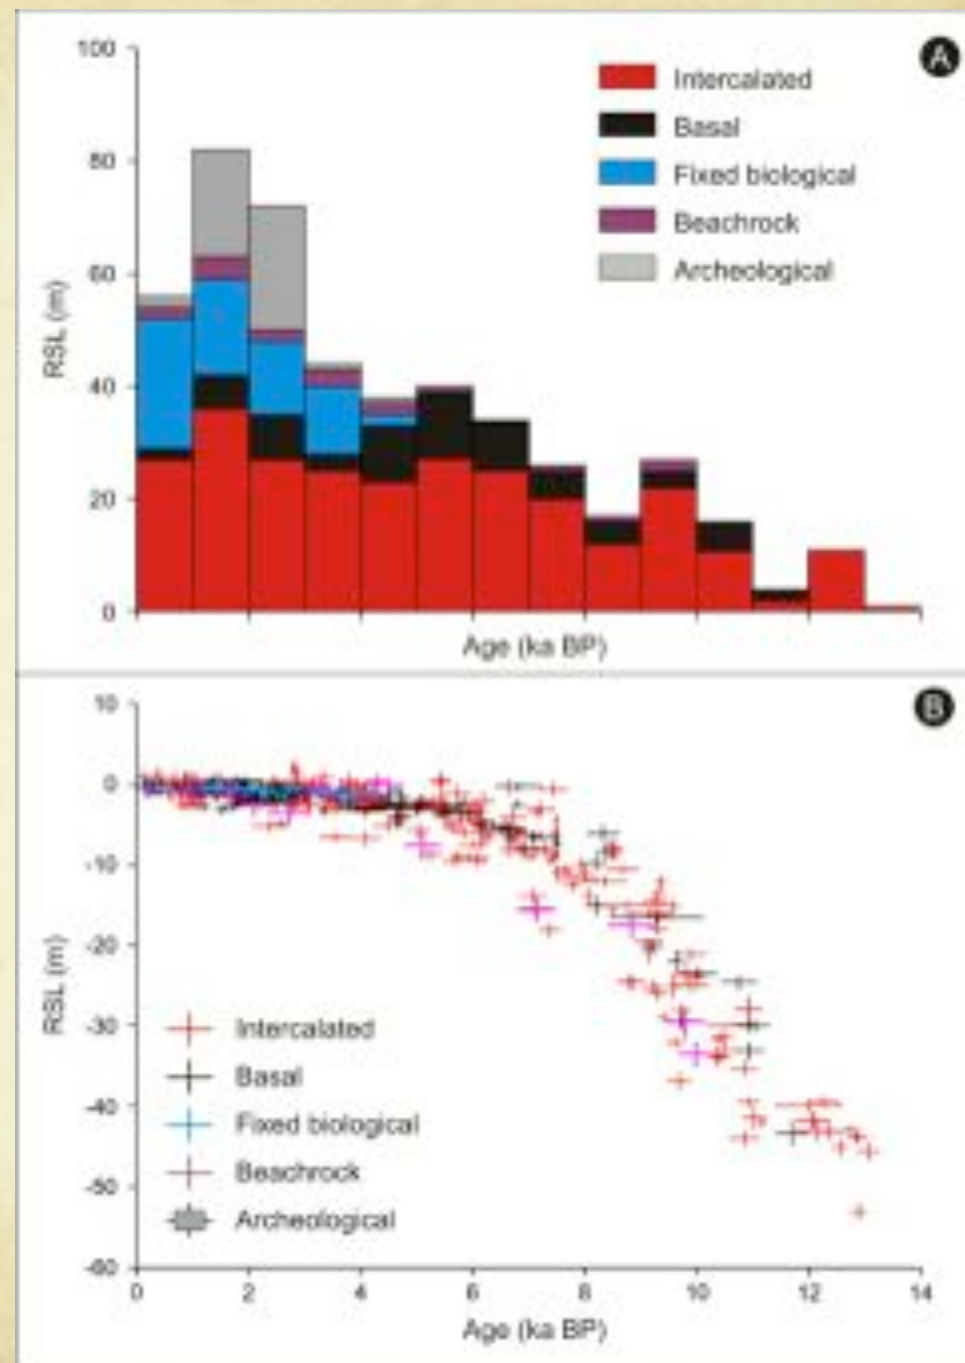 A
100
80
60
40
20
0
RSL (m)
Intercalated
Basal
Fixed biological
Beachrock
Archeological
Age (ka BP)
B
10
0
-10
-20
-30
-40
-50
-60
RSL (m)
Intercalated
Basal
Fixed biological
Beachrock
Archeological
0 2 4 6 8 10 12 14
Age (ka BP)